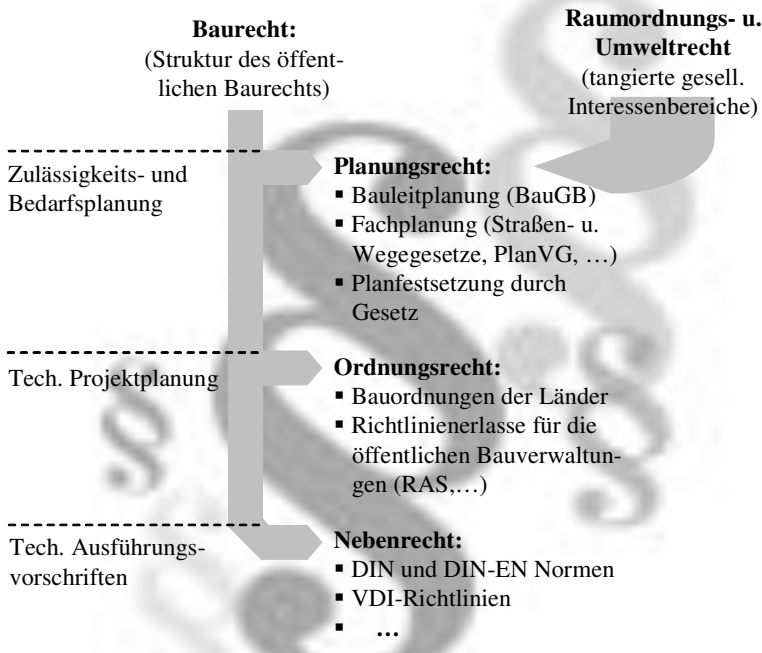 Baurecht:
(Struktur des öffent-
lichen Baurechts)
Raumordnungs- u.
Umweltrecht
(tangierte gesell.
Interessenbereiche)
Zulässigkeits- und
Bedarfsplanung
Planungsrecht:
▪ Bauleitplanung (BauGB)
▪ Fachplanung (Straßen- u.
Wegegesetze, PlanVG, …)
▪ Planfestsetzung durch
Gesetz
Tech. Projektplanung
Ordnungsrecht:
▪ Bauordnungen der Länder
▪ Richtlinienerlasse für die
öffentlichen Bauverwaltun-
gen (RAS,…)
Tech. Ausführungs-
vorschriften
Nebenrecht:
▪ DIN und DIN-EN Normen
▪ VDI-Richtlinien
▪ …